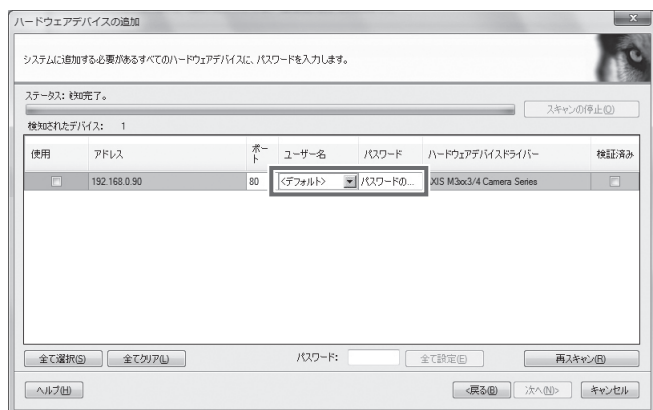 ハードウェアデバイスの追加
システムに追加する必要があるすべてのハードウェアデバイスに、パスワードを入力します。
ステータス: 検知完了。
スキャンの停止(O)
検知されたデバイス: 1
使用 アドレス ポート ユーザー名 パスワード ハードウェアデバイスドライバー 検証済み
192.168.0.90 80 <デフォルト> パスワードの... XIS M3xx3/4 Camera Series
全て選択(S) 全てクリア(L) パスワード: 全て設定(E) 再スキャン(R)
ヘルプ(H) <戻る(B) 次へ(N)> キャンセル